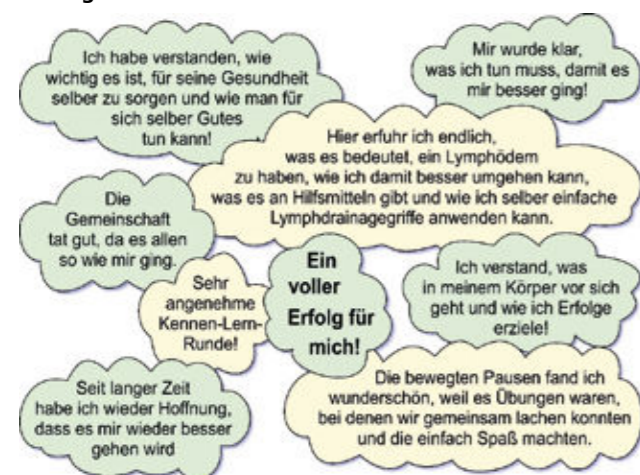 Ich habe verstanden, wie
wichtig es ist, für seine Gesundheit
selber zu sorgen und wie man für
sich selber Gutes
tun kann!
Mir wurde klar,
was ich tun muss, damit es
mir besser ging!
Hier erfuhr ich endlich,
was es bedeutet, ein Lymphödem
zu haben, wie ich damit besser umgehen kann,
was es an Hilfsmitteln gibt und wie ich selber einfache
Lymphdrainagegriffe anwenden kann.
Die
Gemeinschaft
tat gut, da es allen
so wie mir ging.
Sehr
angenehme
Kennen-Lern-
Runde!
Ein
voller
Erfolg für
mich!
Ich verstand, was
in meinem Körper vor sich
geht und wie ich Erfolge
erziele!
Seit langer Zeit
habe ich wieder Hoffnung,
dass es mir wieder besser
gehen wird
Die bewegten Pausen fand ich
wunderschön, weil es Übungen waren,
bei denen wir gemeinsam lachen konnten
und die einfach Spaß machten.